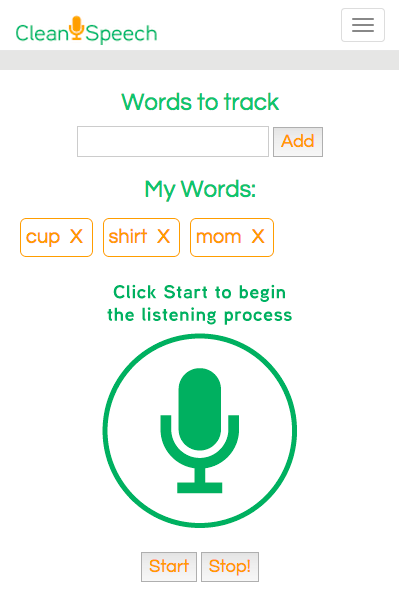 CleanSpeech
Words to track
Add
My Words:
cup X shirt X mom X
Click Start to begin
the listening process
Start Stop!